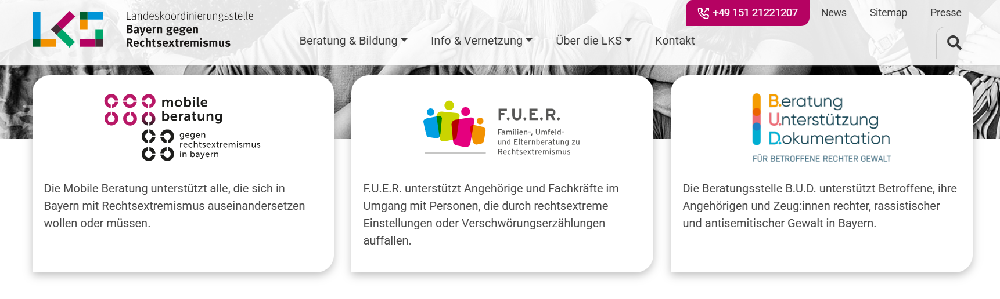 LKS
Landeskoordinierungsstelle
Bayern gegen
Rechtsextremismus
+49 151 21221207
News
Sitemap
Presse
Beratung & Bildung
Info & Vernetzung
Über die LKS
Kontakt
mobile
beratung
gegen
rechtsextremismus
in bayern
Die Mobile Beratung unterstützt alle, die sich in
Bayern mit Rechtsextremismus auseinandersetzen
wollen oder müssen.
F.U.E.R.
Familien-, Umfeld-
und Elternberatung zu
Rechtsextremismus
F.U.E.R. unterstützt Angehörige und Fachkräfte im
Umgang mit Personen, die durch rechtsextreme
Einstellungen oder Verschwörungserzählungen
auffallen.
B.eratung
U.nterstützung
D.okumentation
FÜR BETROFFENE RECHTER GEWALT
Die Beratungsstelle B.U.D. unterstützt Betroffene, ihre
Angehörigen und Zeug:innen rechter, rassistischer
und antisemitischer Gewalt in Bayern.